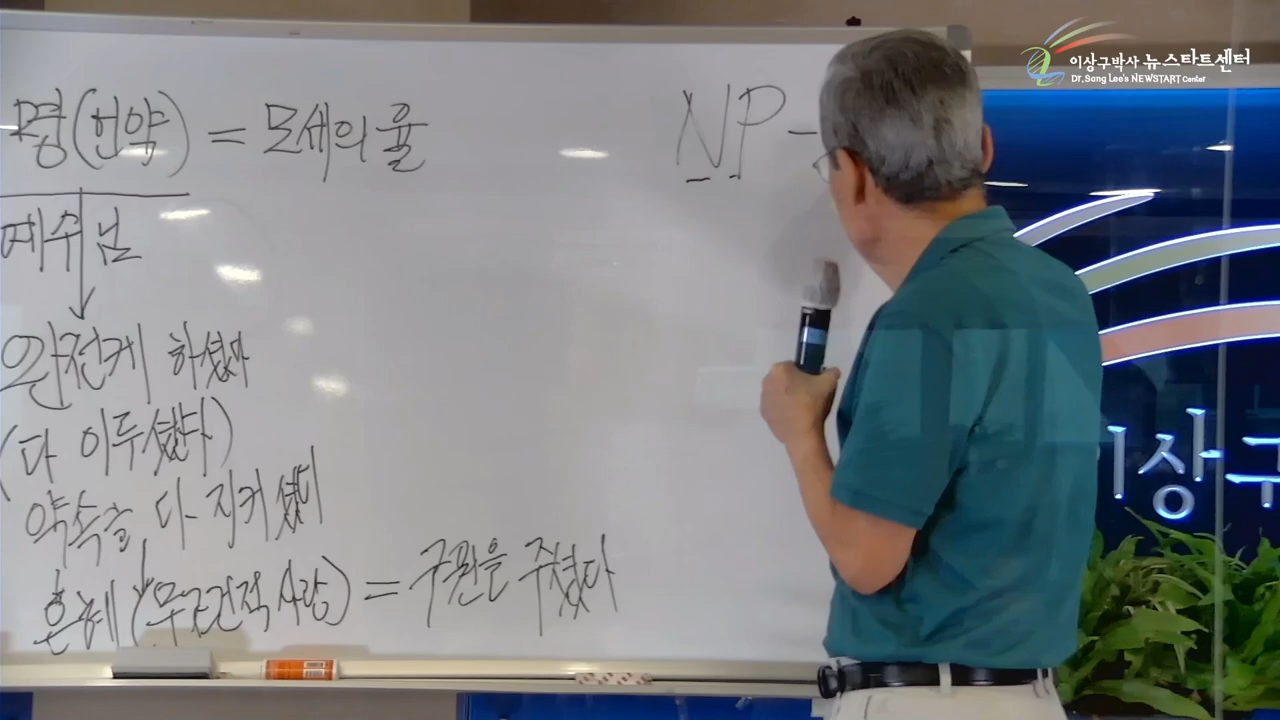 명(언약) = 모세의 율
NP-
예수님
완전케 하셨다
(다 이루셨다)
약속을 다 지키셨다
은혜(무조건적 사랑) = 구원을 주셨다
이상구박사 뉴스타트센터
Dr. Sang Lee's NEWSTART Center
이상구